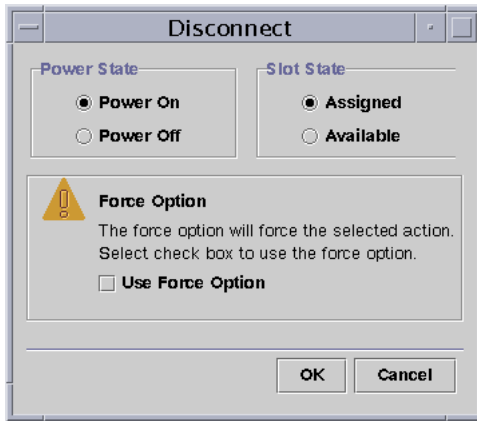 Disconnect
Power State
Slot State
Power On
Assigned
Power Off
Available
Force Option
The force option will force the selected action.
Select check box to use the force option.
Use Force Option
OK
Cancel